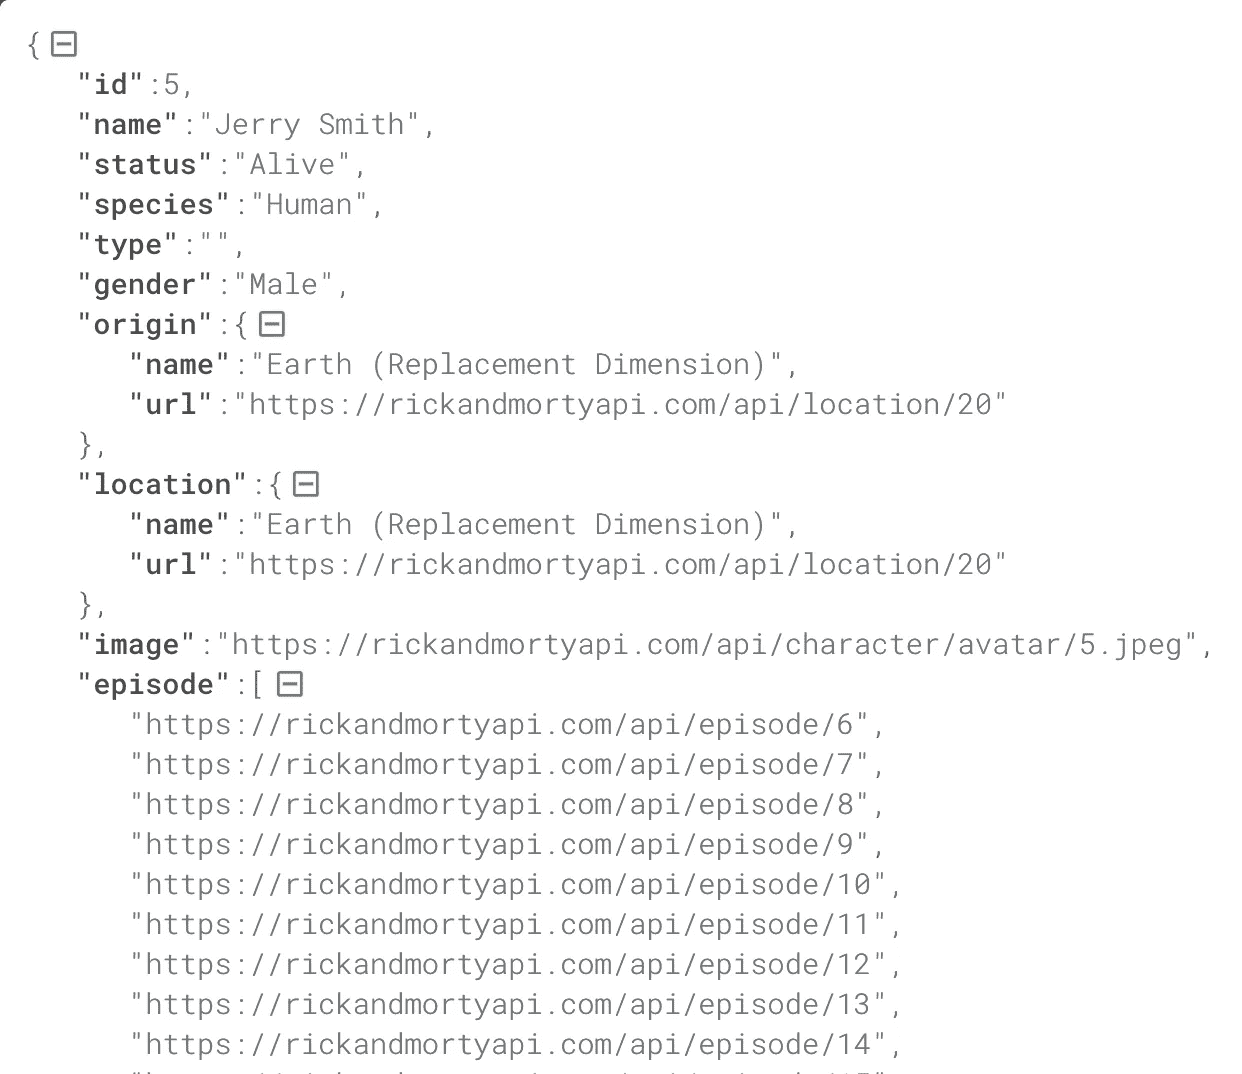 {
"id":5,
"name":"Jerry Smith",
"status":"Alive",
"species":"Human",
"type":"",
"gender":"Male",
"origin":{
"name":"Earth (Replacement Dimension)",
"url":"https://rickandmortyapi.com/api/location/20"
},
"location":{
"name":"Earth (Replacement Dimension)",
"url":"https://rickandmortyapi.com/api/location/20"
},
"image":"https://rickandmortyapi.com/api/character/avatar/5.jpeg",
"episode":[
"https://rickandmortyapi.com/api/episode/6",
"https://rickandmortyapi.com/api/episode/7",
"https://rickandmortyapi.com/api/episode/8",
"https://rickandmortyapi.com/api/episode/9",
"https://rickandmortyapi.com/api/episode/10",
"https://rickandmortyapi.com/api/episode/11",
"https://rickandmortyapi.com/api/episode/12",
"https://rickandmortyapi.com/api/episode/13",
"https://rickandmortyapi.com/api/episode/14",